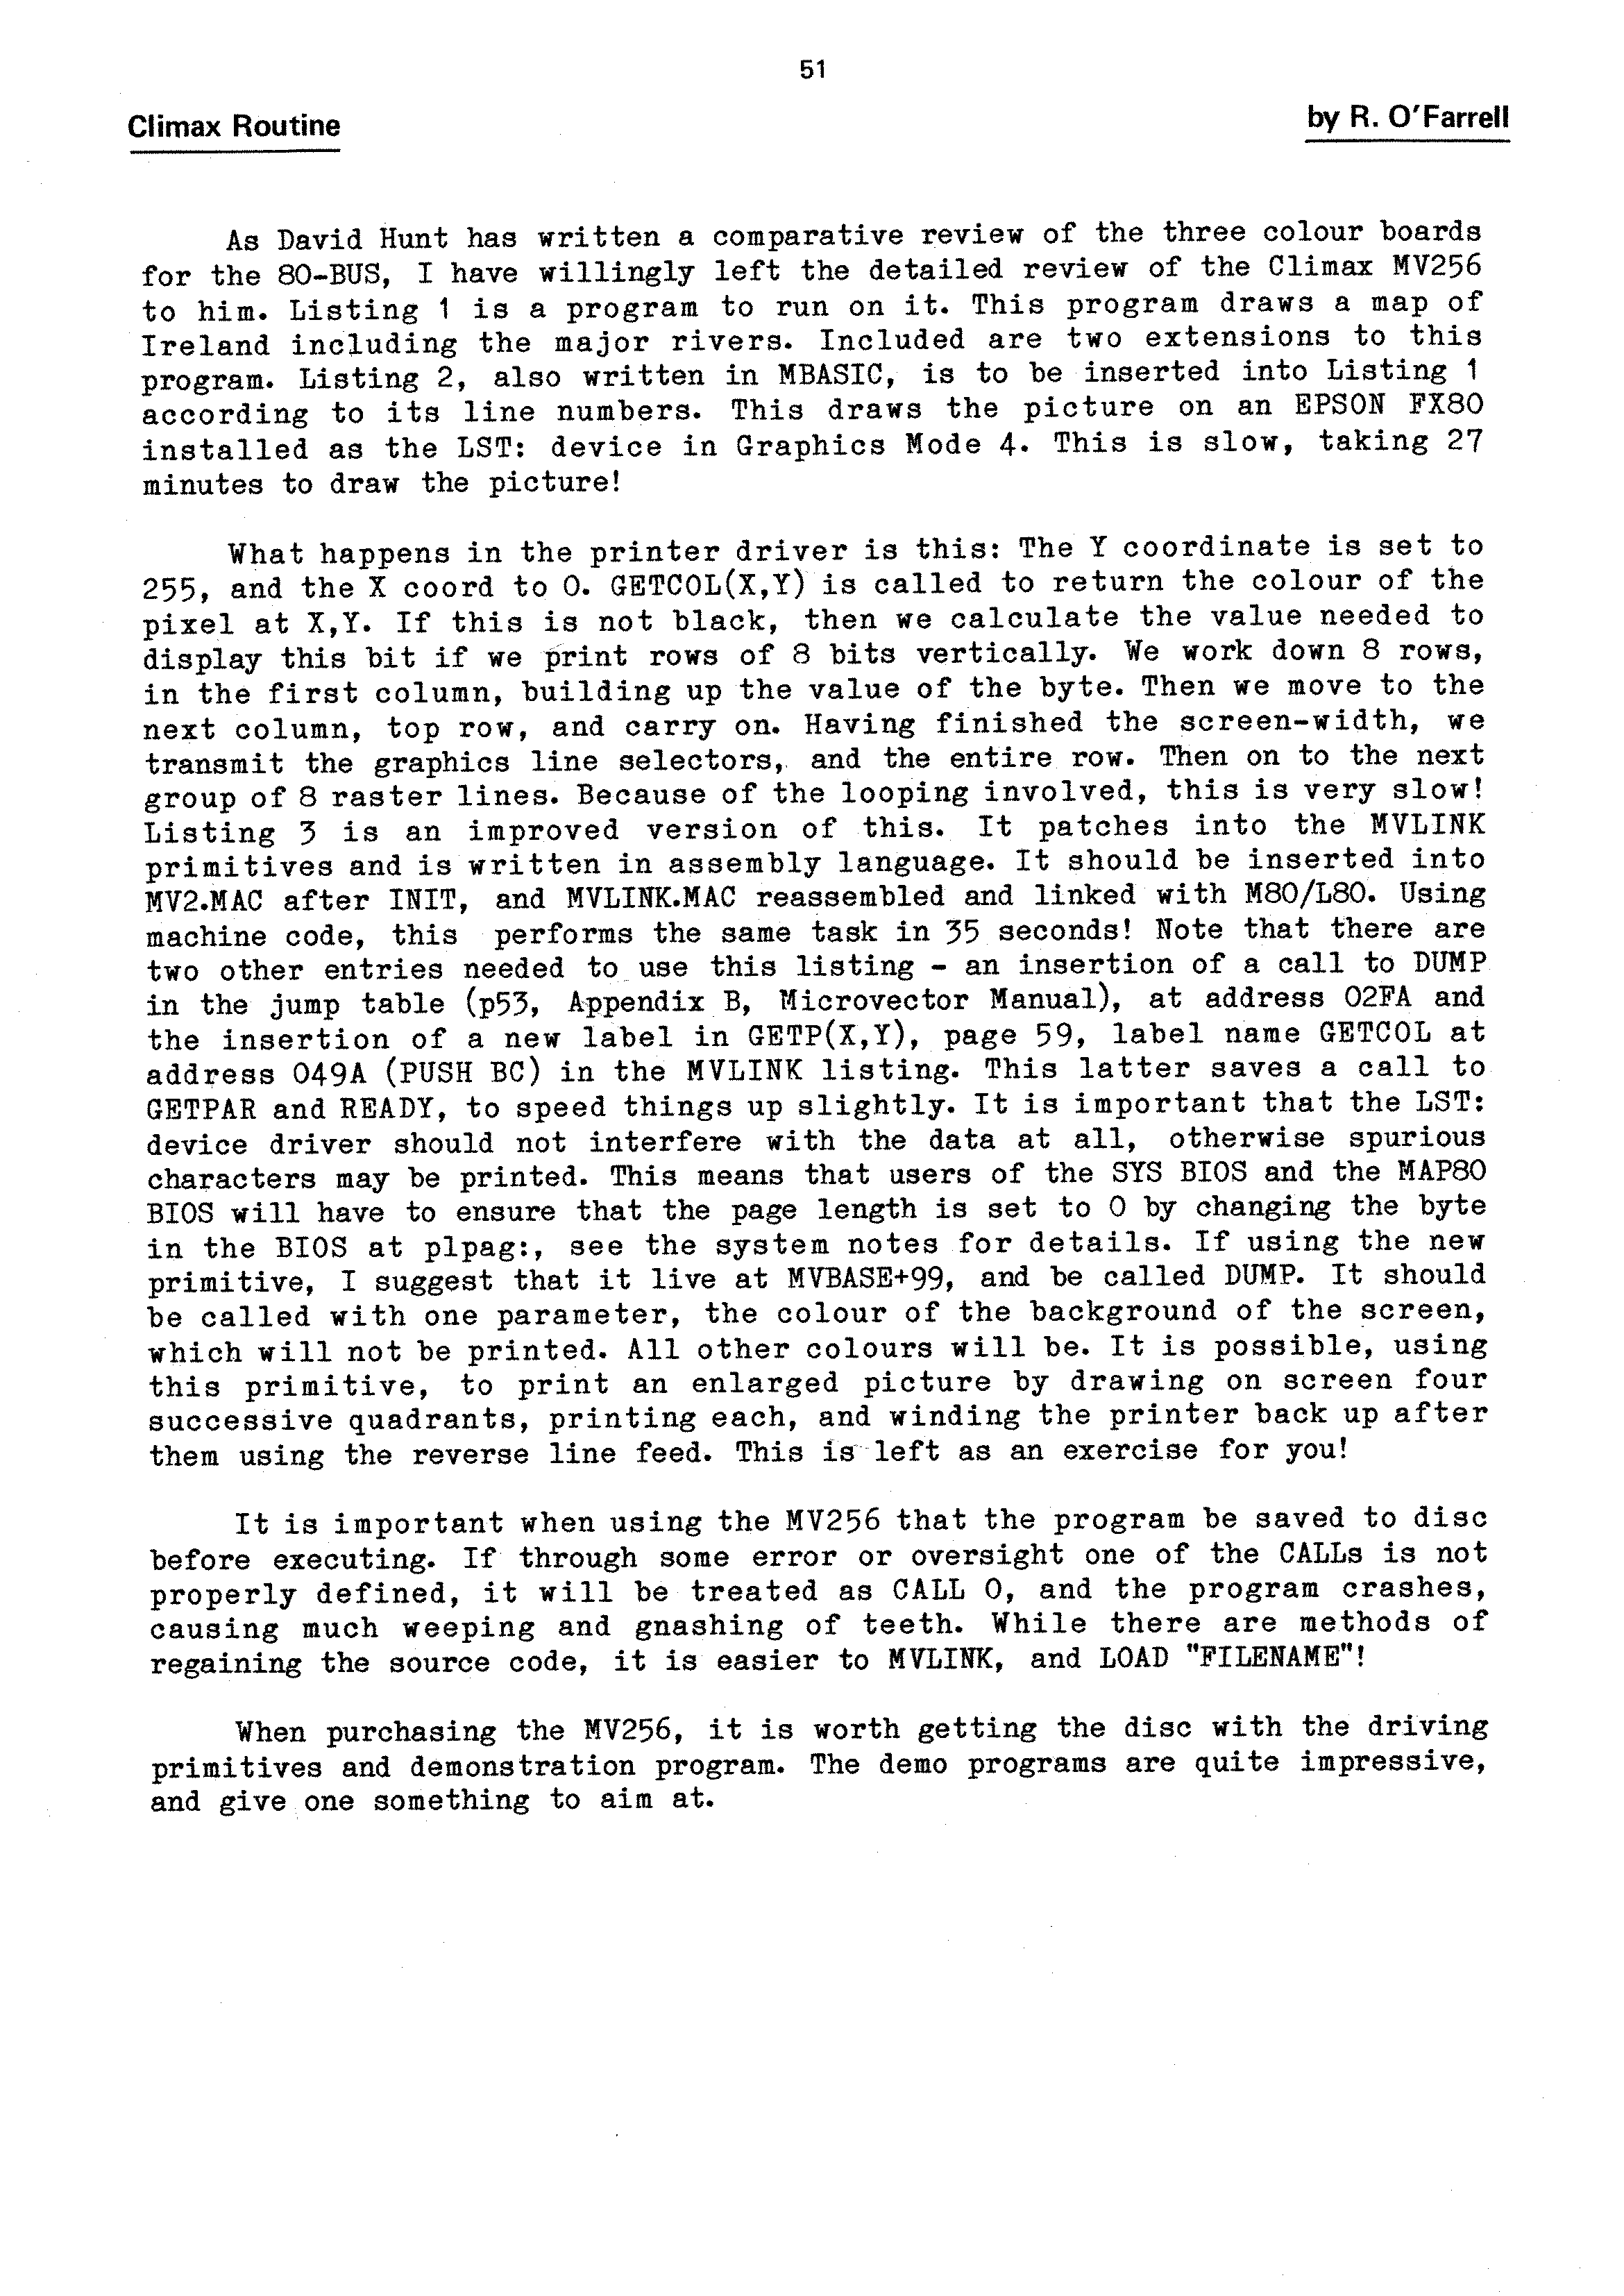 51
Climax Routine
by R. O'Farrell
As David Hunt has written a comparative review of the three colour boards
for the 80-BUS, I have willingly left the detailed review of the Climax MV256
to him. Listing 1 is a program to run on it. This program draws a map of
Ireland including the major rivers. Included are two extensions to this
program. Listing 2, also written in MBASIC, is to be inserted into Listing 1
according to its line numbers. This draws the picture on an EPSON FX80
installed as the LST: device in Graphics Mode 4. This is slow, taking 27
minutes to draw the picture!
What happens in the printer driver is this: The Y coordinate is set to
255, and the X coord to 0. GETCOL(X,Y) is called to return the colour of the
pixel at X,Y. If this is not black, then we calculate the value needed to
display this bit if we print rows of 8 bits vertically. We work down 8 rows,
in the first column, building up the value of the byte. Then we move to the
next column, top row, and carry on. Having finished the screen-width, we
transmit the graphics line selectors, and the entire row. Then on to the next
group of 8 raster lines. Because of the looping involved, this is very slow!
Listing 3 is an improved version of this. It patches into the MVLINK
primitives and is written in assembly language. It should be inserted into
MV2.MAC after INIT, and MVLINK.MAC reassembled and linked with M80/L80. Using
machine code, this performs the same task in 35 seconds! Note that there are
two other entries needed to use this listing - an insertion of a call to DUMP
in the jump table (p53, Appendix B, Microvector Manual), at address 02FA and
the insertion of a new label in GETP(X,Y), page 59, label name GETCOL at
address 049A (PUSH BC) in the MVLINK listing. This latter saves a call to
GETPAR and READY, to speed things up slightly. It is important that the LST:
device driver should not interfere with the data at all, otherwise spurious
characters may be printed. This means that users of the SYS BIOS and the MAP80
BIOS will have to ensure that the page length is set to 0 by changing the byte
in the BIOS at plpag:, see the system notes for details. If using the new
primitive, I suggest that it live at MVBASE+99, and be called DUMP. It should
be called with one parameter, the colour of the background of the screen,
which will not be printed. All other colours will be. It is possible, using
this primitive, to print an enlarged picture by drawing on screen four
successive quadrants, printing each, and winding the printer back up after
them using the reverse line feed. This is left as an exercise for you!
It is important when using the MV256 that the program be saved to disc
before executing. If through some error or oversight one of the CALLs is not
properly defined, it will be treated as CALL 0, and the program crashes,
causing much weeping and gnashing of teeth. While there are methods of
regaining the source code, it is easier to MVLINK, and LOAD "FILENAME"!
When purchasing the MV256, it is worth getting the disc with the driving
primitives and demonstration program. The demo programs are quite impressive,
and give one something to aim at.